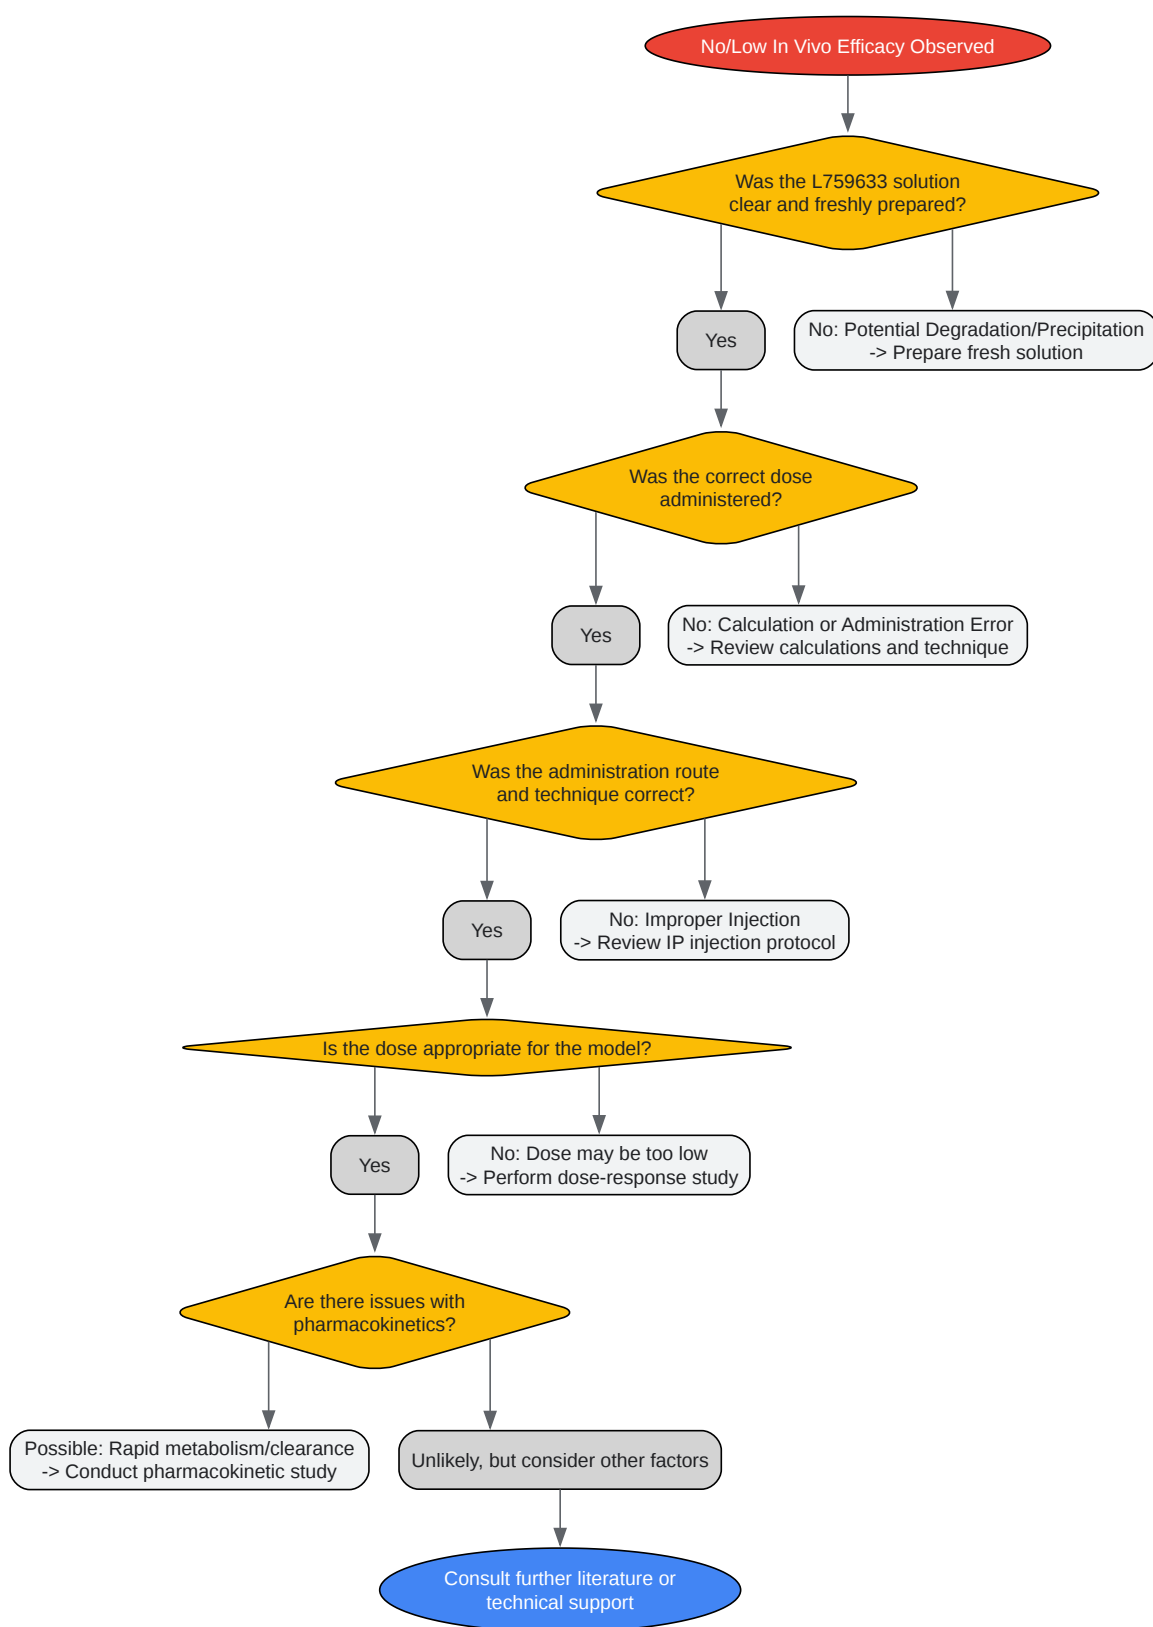 No/Low In Vivo Efficacy Observed
Was the L759633 solution
clear and freshly prepared?
Yes
No: Potential Degradation/Precipitation
-> Prepare fresh solution
Was the correct dose
administered?
Yes
No: Calculation or Administration Error
-> Review calculations and technique
Was the administration route
and technique correct?
Yes
No: Improper Injection
-> Review IP injection protocol
Is the dose appropriate for the model?
Yes
No: Dose may be too low
-> Perform dose-response study
Are there issues with
pharmacokinetics?
Possible: Rapid metabolism/clearance
-> Conduct pharmacokinetic study
Unlikely, but consider other factors
Consult further literature or
technical support